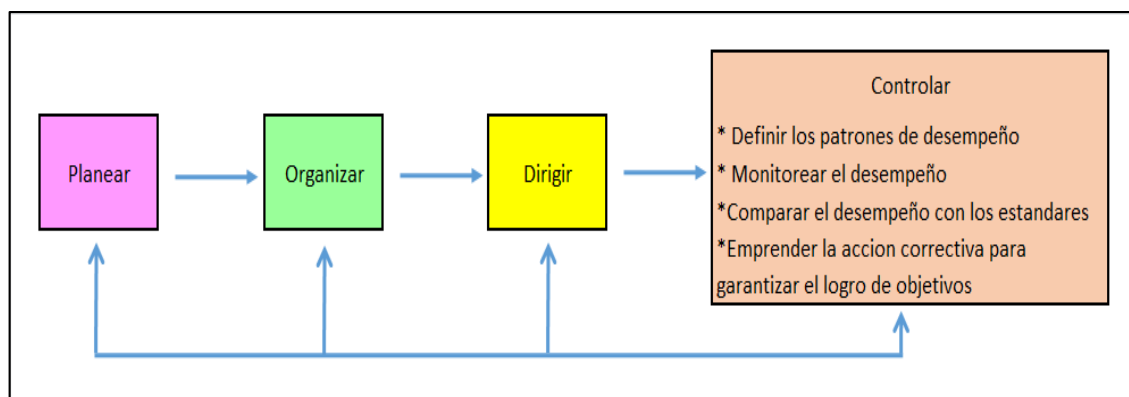 Planear
Organizar
Dirigir
Controlar
* Definir los patrones de desempeño
* Monitorear el desempeño
*Comparar el desempeño con los estandares
*Emprender la accion correctiva para
garantizar el logro de objetivos